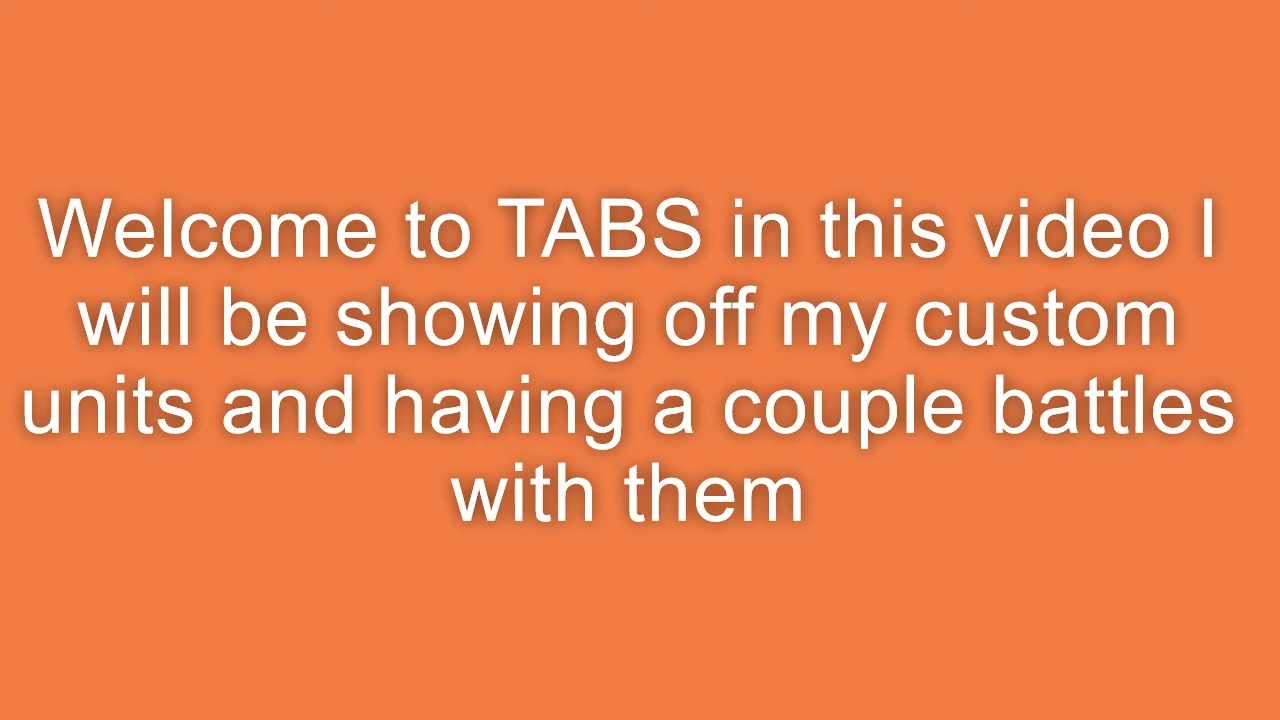 Welcome to TABS in this video I
will be showing off my custom
units and having a couple battles
with them